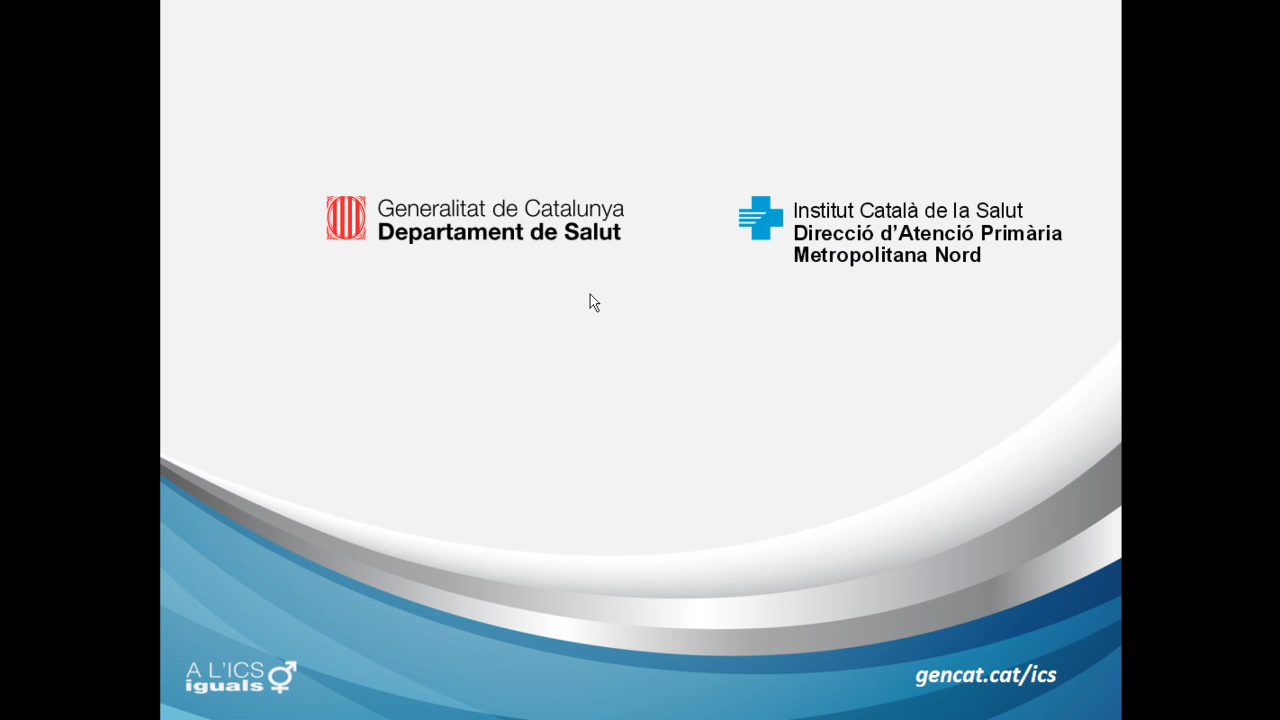 Generalitat de Catalunya
Departament de Salut
Institut Català de la Salut
Direcció d'Atenció Primària
Metropolitana Nord
A L'ICS
iguals
gencat.cat/ics